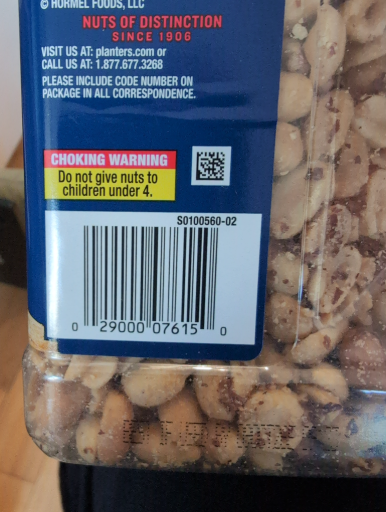 © HORMEL FOODS, LLC
NUTS OF DISTINCTION
SINCE 1906
VISIT US AT: planters.com or
CALL US AT: 1.877.677.3268
PLEASE INCLUDE CODE NUMBER ON
PACKAGE IN ALL CORRESPONDENCE.
CHOKING WARNING
Do not give nuts to
children under 4.
S0100560-02
0 29000 07615 0